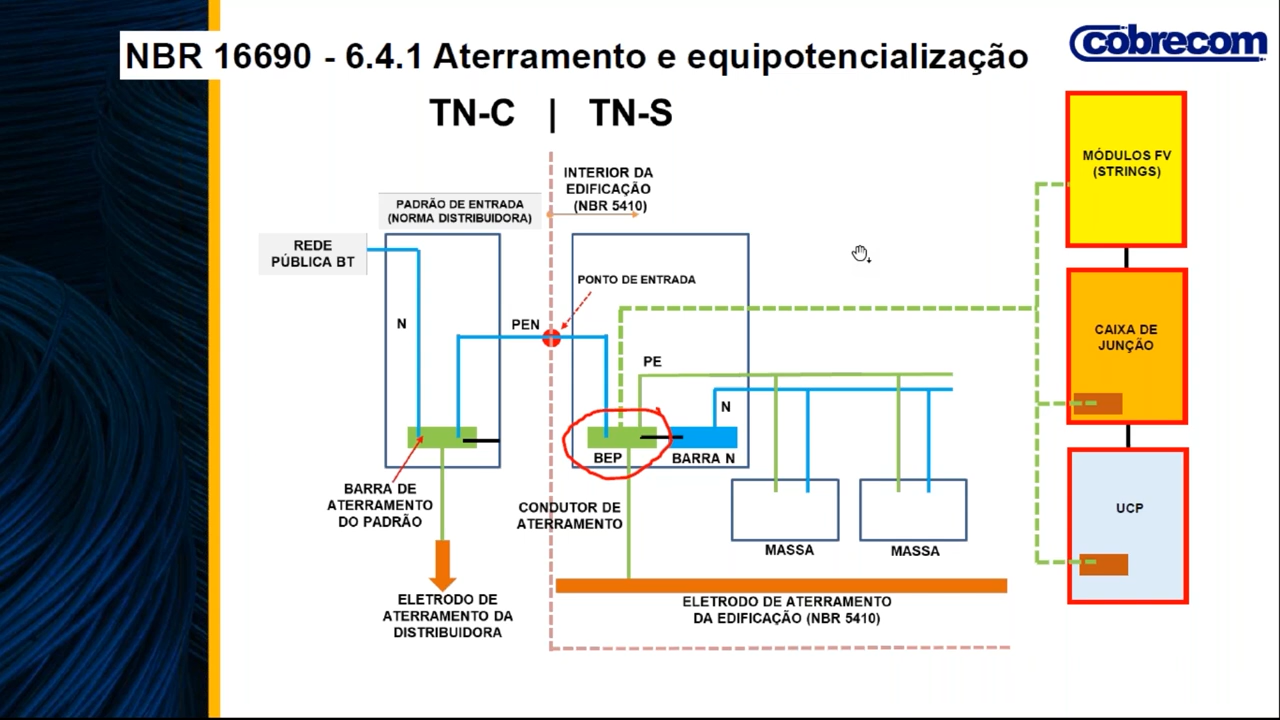 NBR 16690 - 6.4.1 Aterramento e equipotencialização
cobrecom
TN-C | TN-S
INTERIOR DA
EDIFICAÇÃO
(NBR 5410)
PADRÃO DE ENTRADA
(NORMA DISTRIBUIDORA)
REDE
PÚBLICA BT
PONTO DE ENTRADA
N
PEN
PE
N
BEP
BARRA N
BARRA DE
ATERRAMENTO
DO PADRÃO
CONDUTOR DE
ATERRAMENTO
MASSA
MASSA
ELETRODO DE
ATERRAMENTO DA
DISTRIBUIDORA
ELETRODO DE ATERRAMENTO
DA EDIFICAÇÃO (NBR 5410)
MÓDULOS FV
(STRINGS)
CAIXA DE
JUNÇÃO
UCP